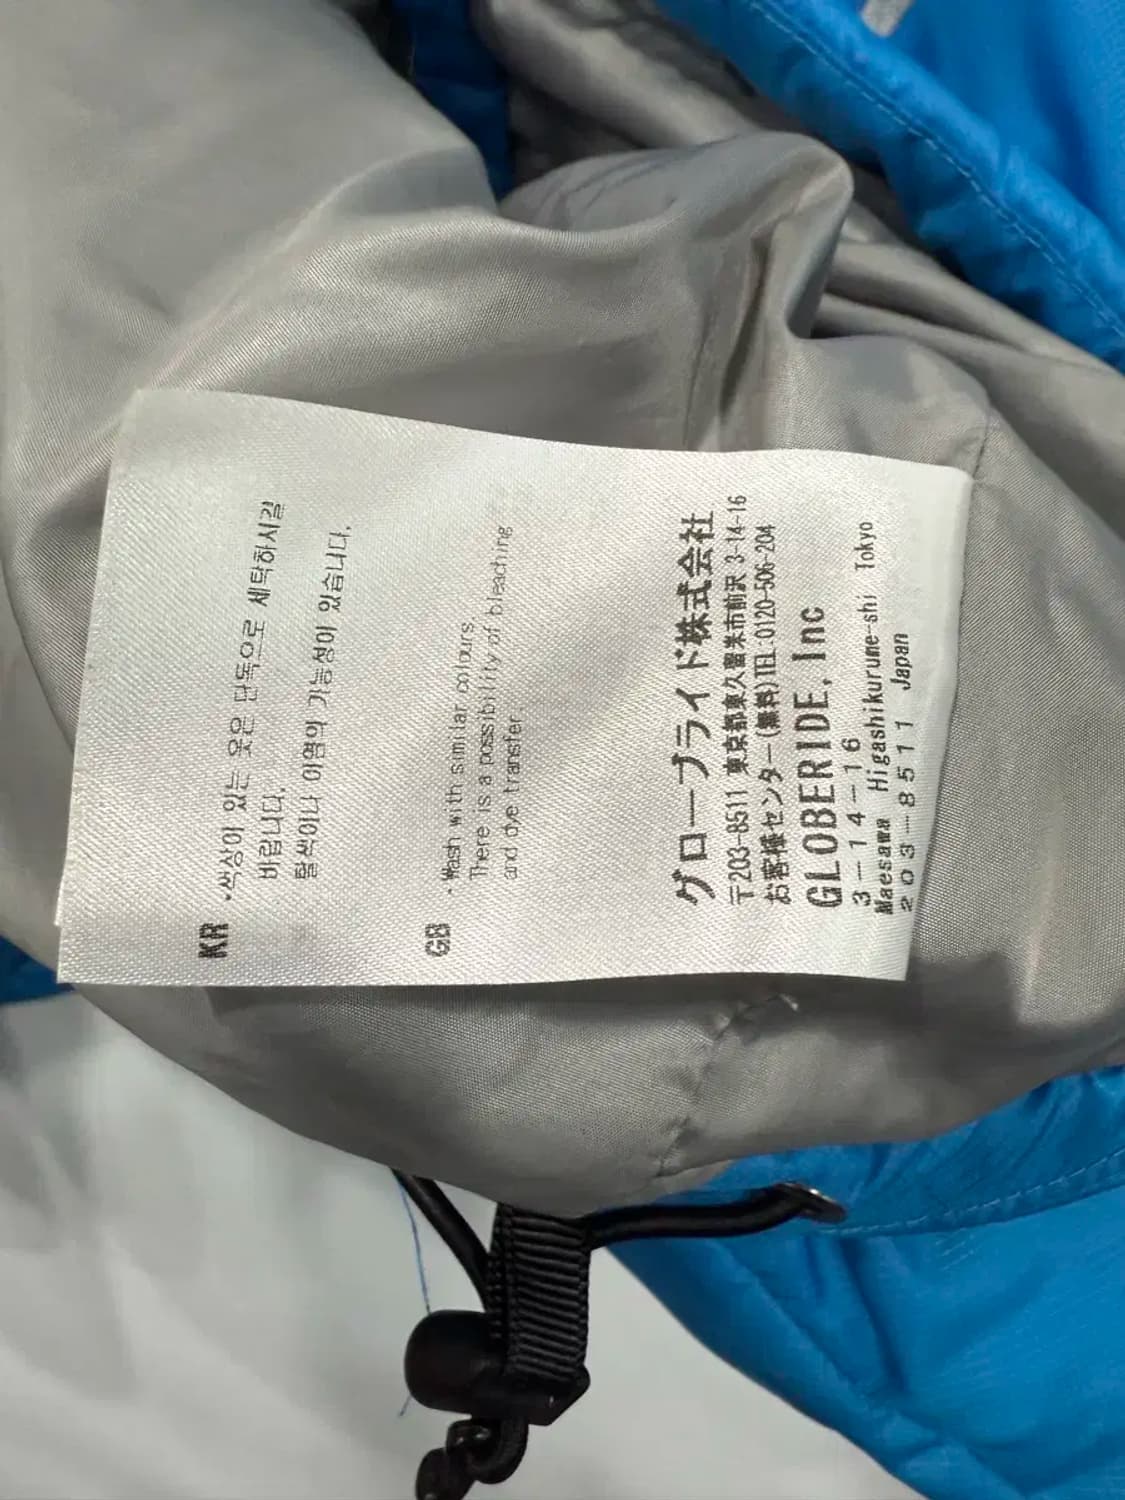 KR
・색상이 있는 옷은 단독으로 세탁하시길
바랍니다.
탈색이나 이염의 가능성이 있습니다.
GB
・Wash with similar colours.
There is a possibility of bleaching
and dye transfer.
グローブライド株式会社
〒203-8511 東京都東久留米市前沢 3-14-16
お客様センター(無料)TEL0120-506-204
GLOBERIDE, Inc
3-14-16
Maesawa Higashikurume-shi Tokyo
203-8511 Japan